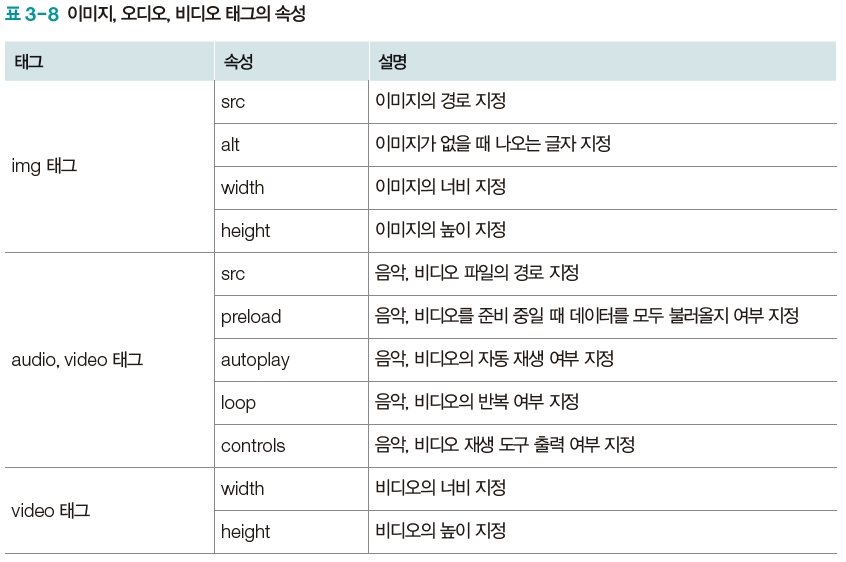 표 3-8 이미지, 오디오, 비디오 태그의 속성
태그 속성 설명
img 태그
src 이미지의 경로 지정
alt 이미지가 없을 때 나오는 글자 지정
width 이미지의 너비 지정
height 이미지의 높이 지정
audio, video 태그
src 음악, 비디오 파일의 경로 지정
preload 음악, 비디오를 준비 중일 때 데이터를 모두 불러올지 여부 지정
autoplay 음악, 비디오의 자동 재생 여부 지정
loop 음악, 비디오의 반복 여부 지정
controls 음악, 비디오 재생 도구 출력 여부 지정
video 태그
width 비디오의 너비 지정
height 비디오의 높이 지정